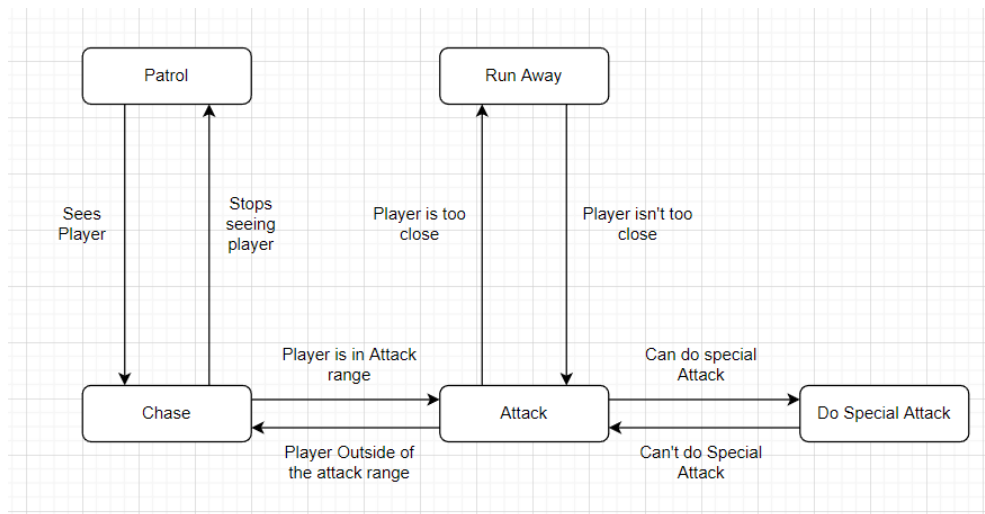 Patrol
Run Away
Sees
Player
Stops
seeing
player
Player is too
close
Player isn't too
close
Player is in Attack
range
Can do special
Attack
Chase
Attack
Do Special Attack
Player Outside of
the attack range
Can't do Special
Attack